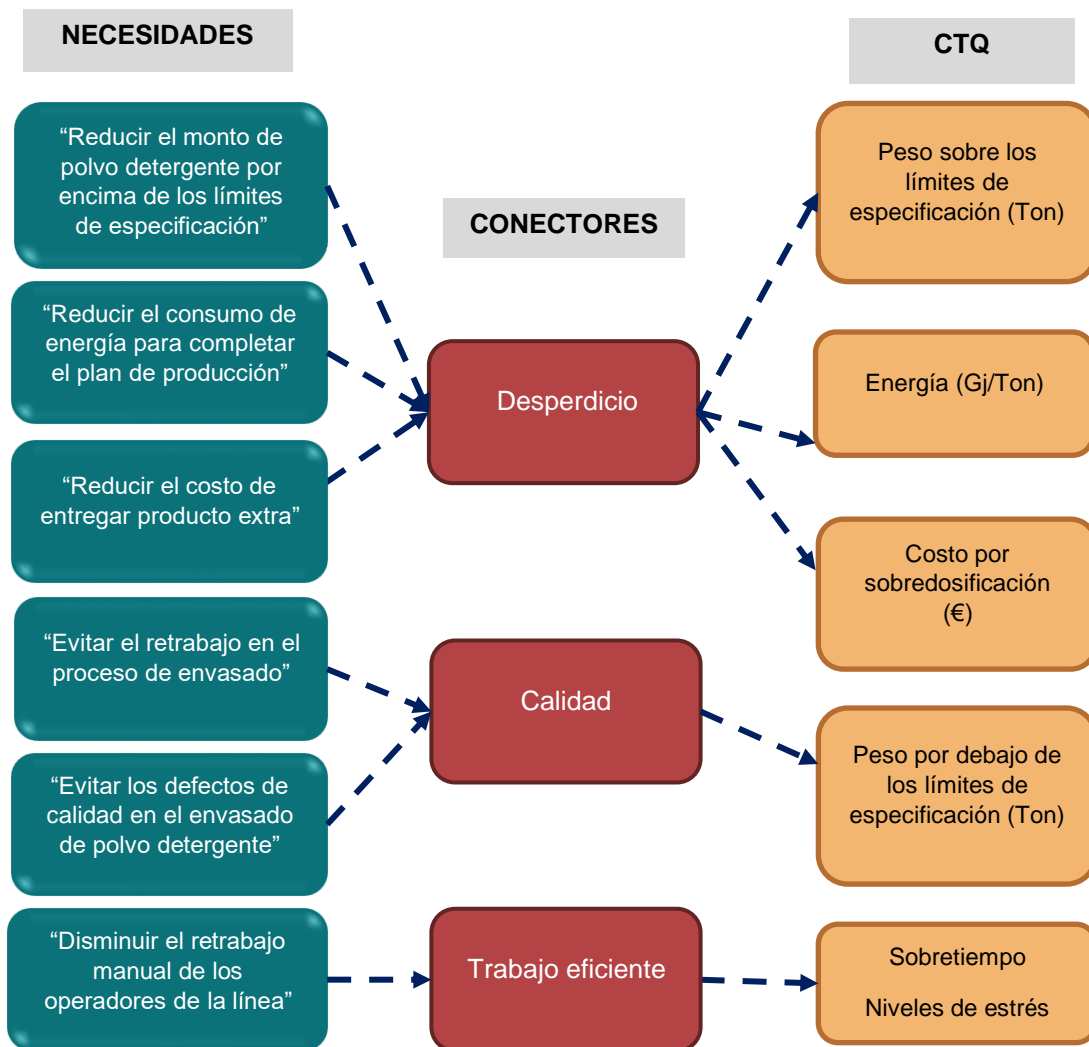 NECESIDADES
“Reducir el monto de
polvo detergente por
encima de los límites
de especificación”
“Reducir el consumo de
energía para completar
el plan de producción”
“Reducir el costo de
entregar producto extra”
“Evitar el retrabajo en el
proceso de envasado”
“Evitar los defectos de
calidad en el envasado
de polvo detergente”
“Disminuir el retrabajo
manual de los
operadores de la línea”
CONECTORES
Desperdicio
Calidad
Trabajo eficiente
CTQ
Peso sobre los
límites de
especificación (Ton)
Energía (Gj/Ton)
Costo por
sobredosificación
(€)
Peso por debajo de
los límites de
especificación (Ton)
Sobretiempo
Niveles de estrés